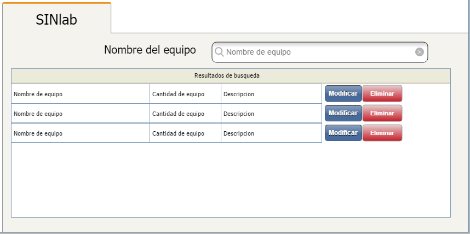 SINlab
Nombre del equipo
Nombre de equipo
Resultados de busqueda
Nombre de equipo Cantidad de equipo Descripcion Modificar Eliminar
Nombre de equipo Cantidad de equipo Descripcion Modificar Eliminar
Nombre de equipo Cantidad de equipo Descripcion Modificar Eliminar